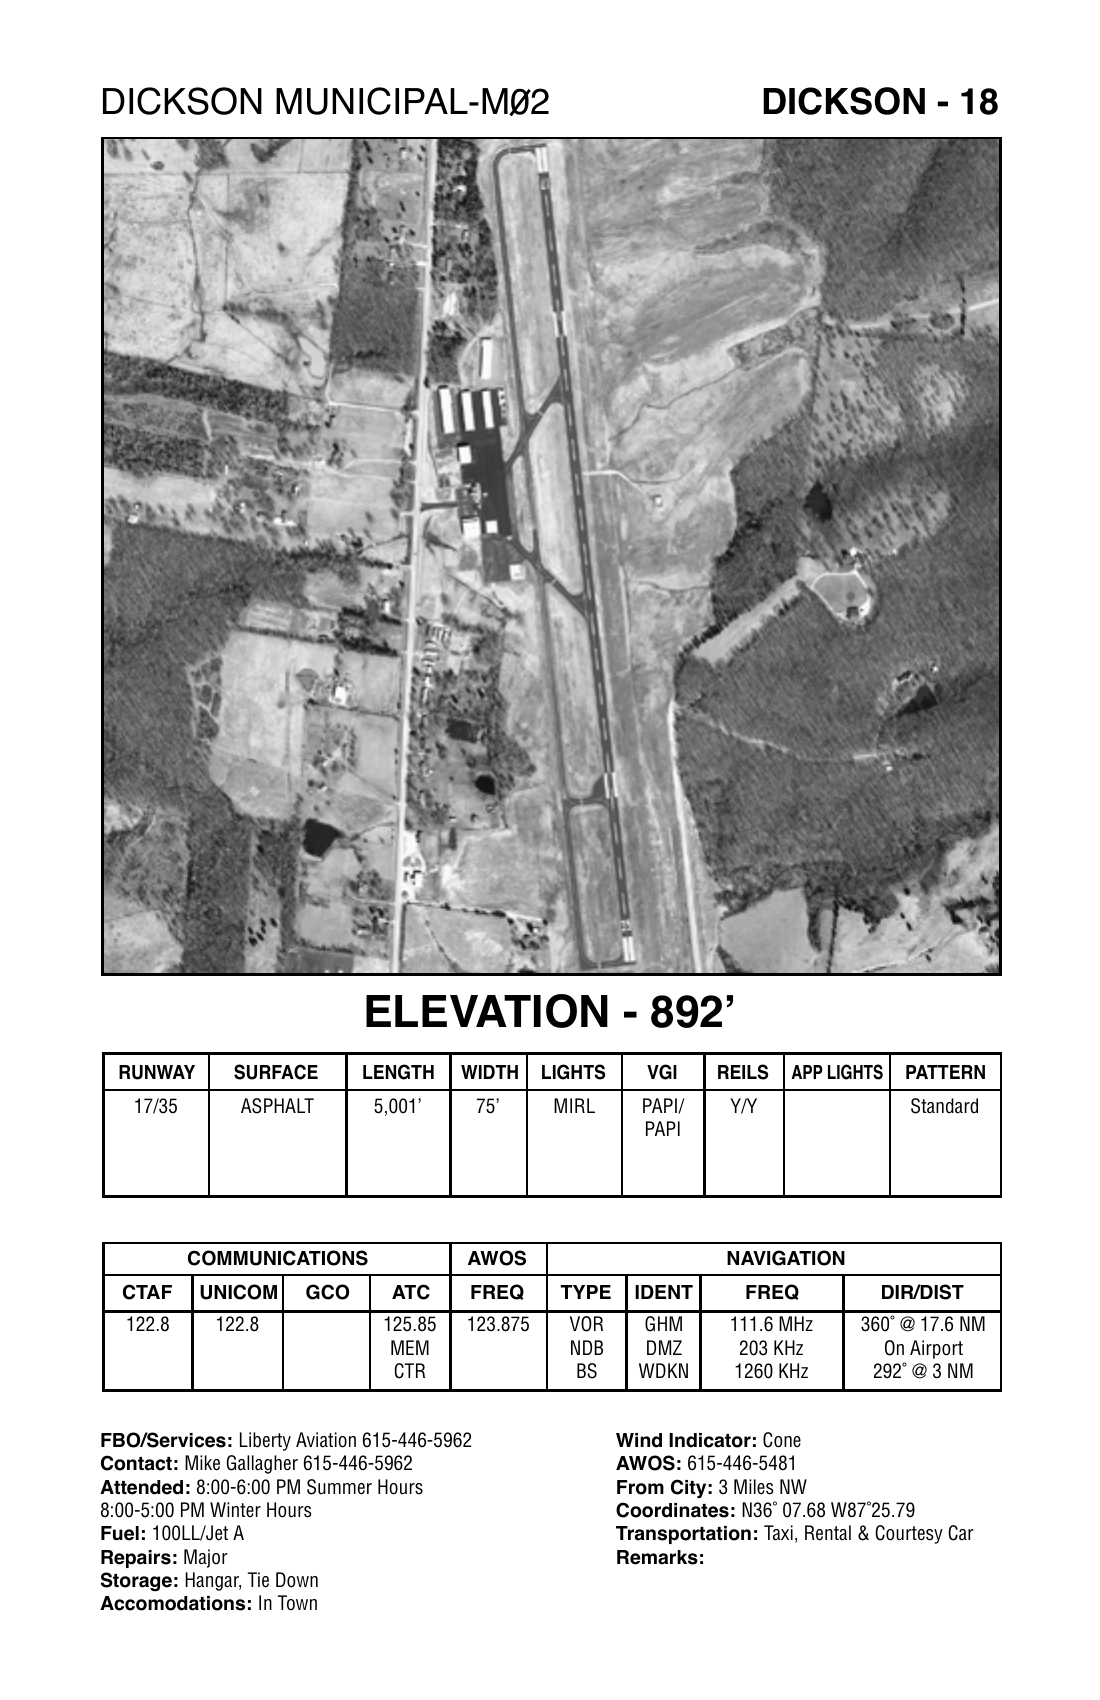 DICKSON MUNICIPAL-MØ2
DICKSON - 18
ELEVATION - 892’
RUNWAY SURFACE LENGTH WIDTH LIGHTS VGI REILS APP LIGHTS PATTERN
17/35 ASPHALT 5,001’ 75’ MIRL PAPI/ Y/Y Standard
PAPI
COMMUNICATIONS AWOS NAVIGATION
CTAF UNICOM GCO ATC FREQ TYPE IDENT FREQ DIR/DIST
122.8 122.8 125.85 123.875 VOR GHM 111.6 MHz 360˚ @ 17.6 NM
MEM NDB DMZ 203 KHz On Airport
CTR BS WDKN 1260 KHz 292˚ @ 3 NM
FBO/Services: Liberty Aviation 615-446-5962
Contact: Mike Gallagher 615-446-5962
Attended: 8:00-6:00 PM Summer Hours
8:00-5:00 PM Winter Hours
Fuel: 100LL/Jet A
Repairs: Major
Storage: Hangar, Tie Down
Accomodations: In Town
Wind Indicator: Cone
AWOS: 615-446-5481
From City: 3 Miles NW
Coordinates: N36˚ 07.68 W87˚25.79
Transportation: Taxi, Rental & Courtesy Car
Remarks: